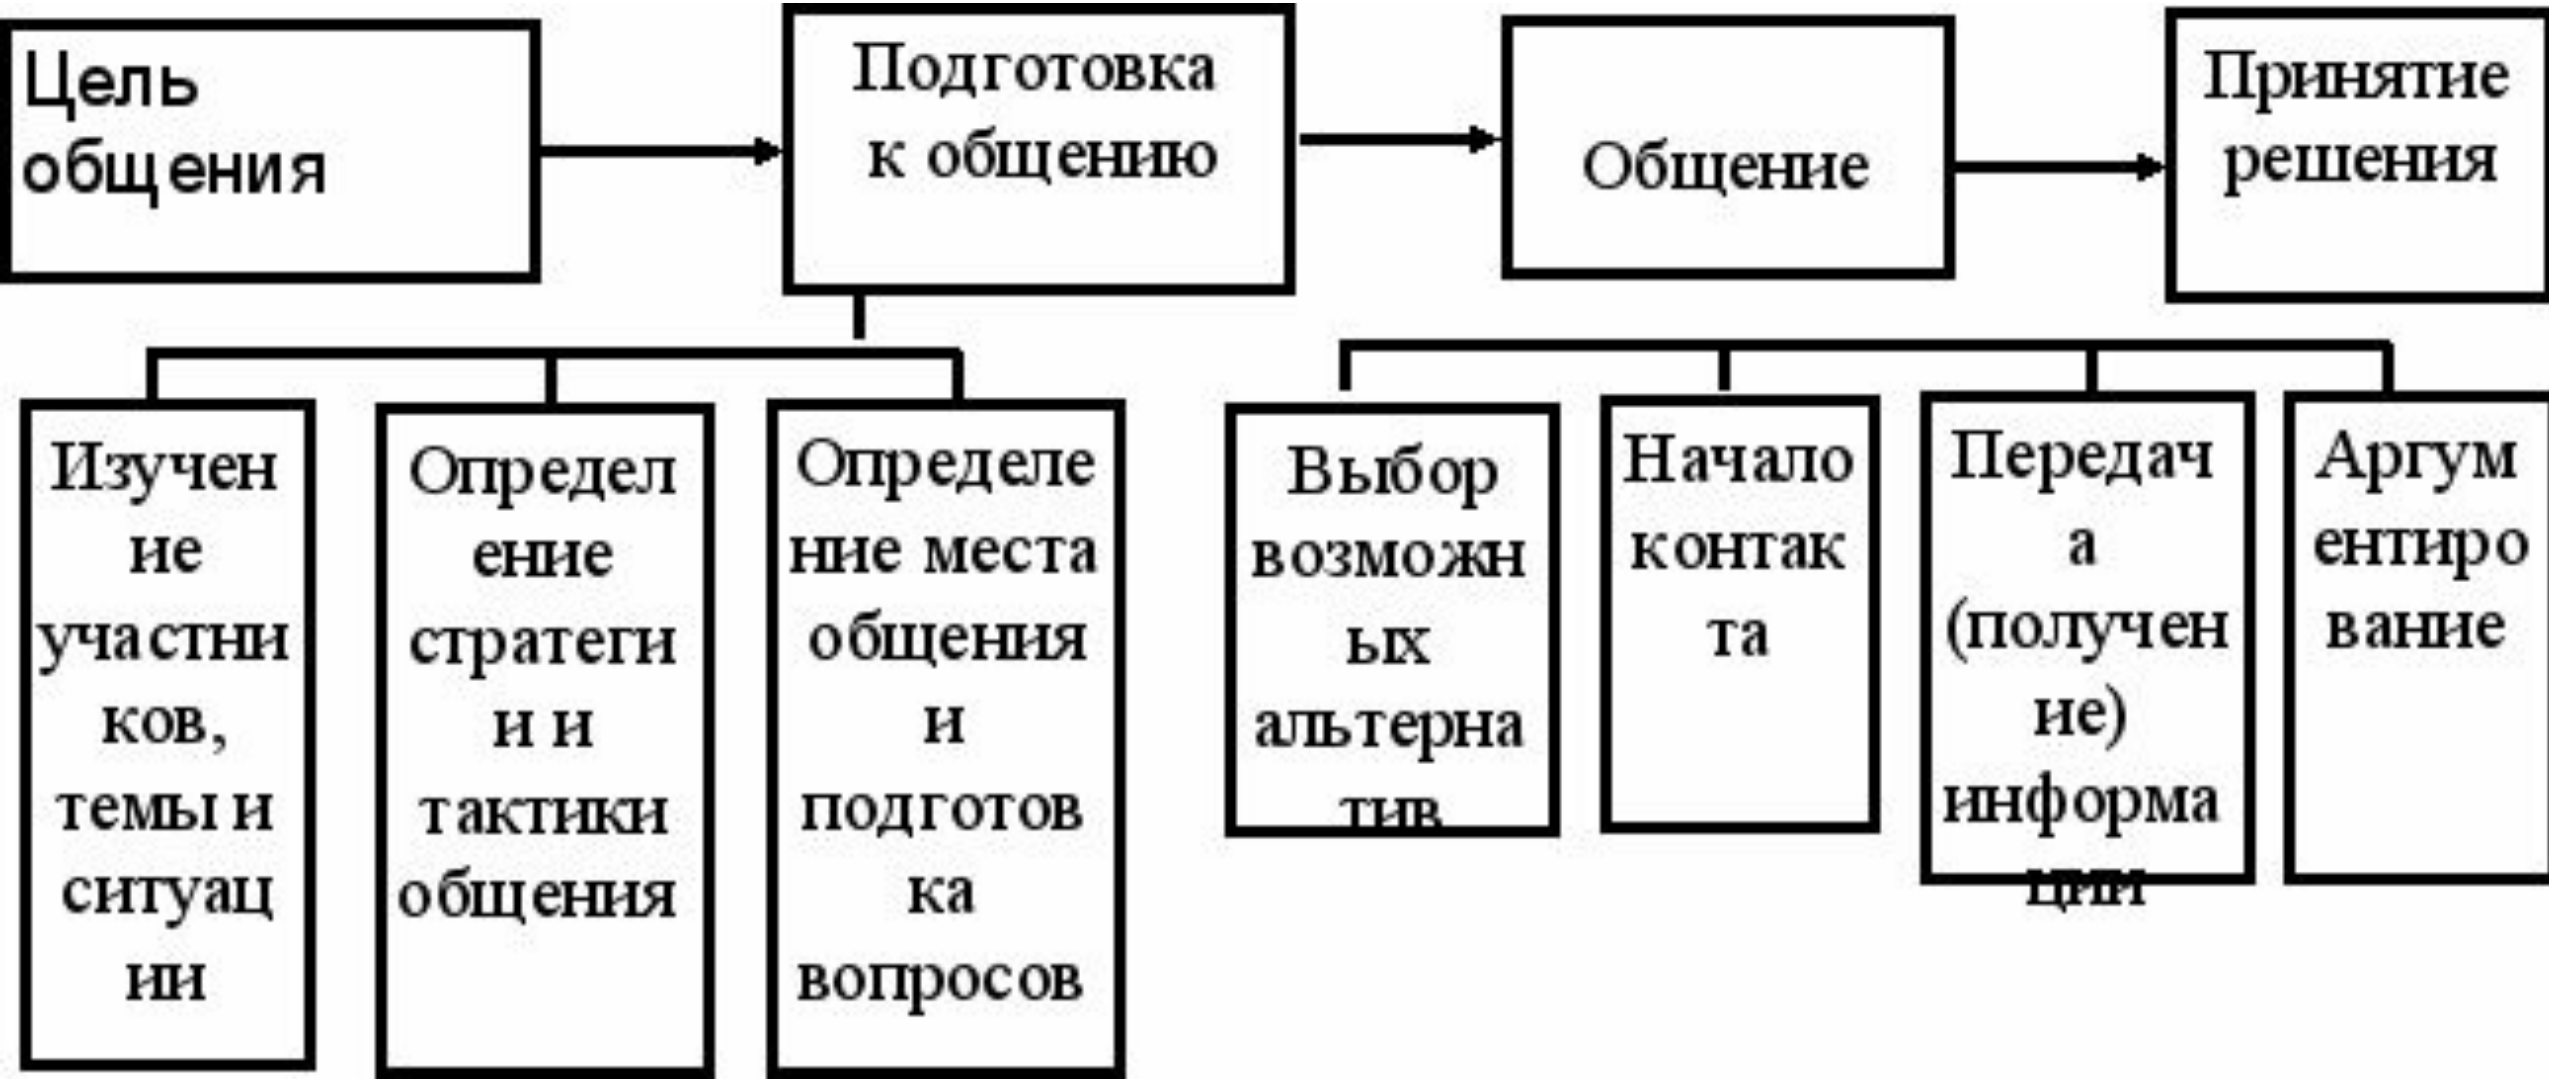 Цель
общения
Подготовка
к общению
Общение
Принятие
решения
Изучен
ие
участни
ков,
темы и
ситуац
ии
Определ
ение
стратеги
и и
тактики
общения
Определе
ние места
общения
и
подготов
ка
вопросов
Выбор
возможн
ых
альтерна
тив
Начало
контак
та
Передач
а
(получен
ие)
информа
ции
Аргум
ентиро
вание